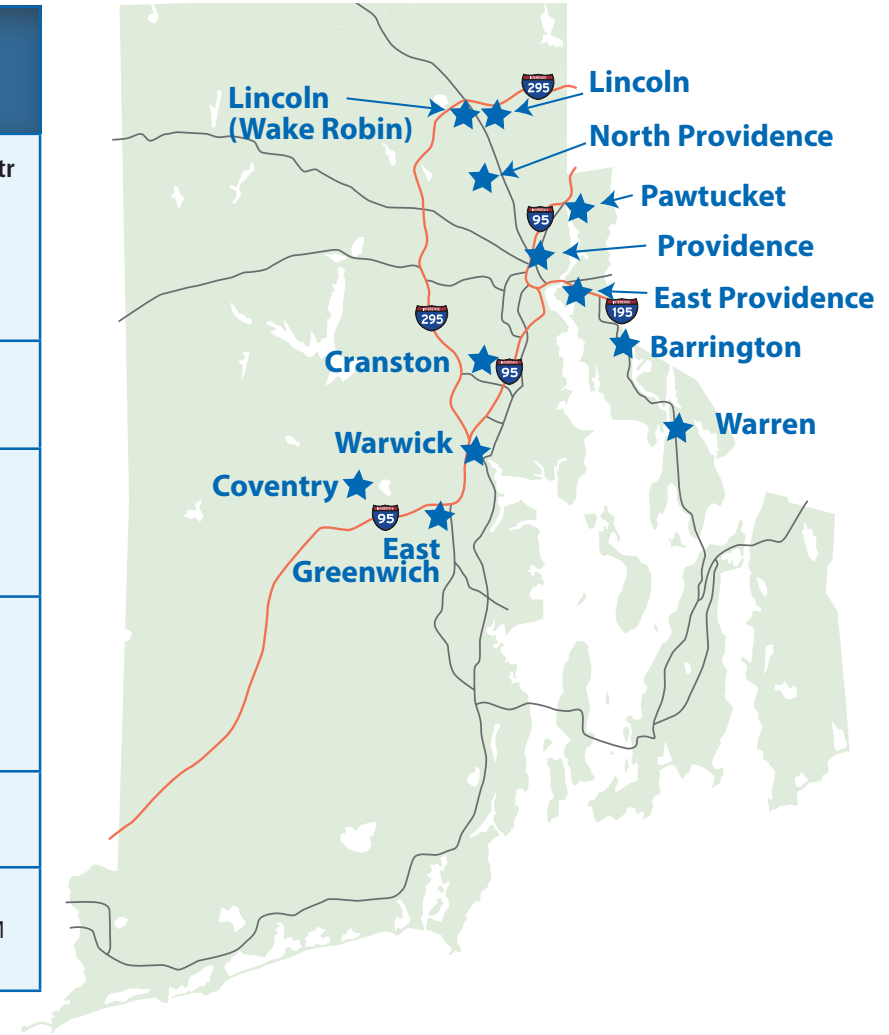 tr
M
295
Lincoln
Lincoln
(Wake Robin)
North Providence
Pawtucket
95
Providence
East Providence
195
295
Barrington
Cranston
95
Warren
Warwick
Coventry
95
East
Greenwich